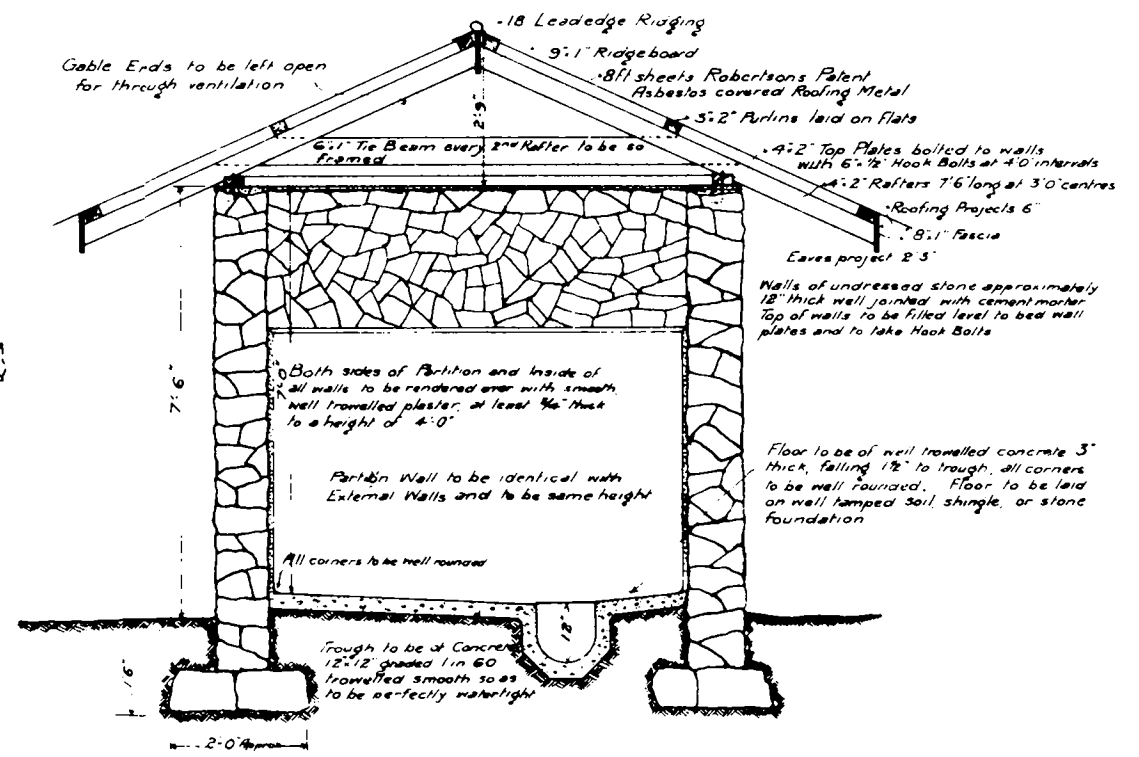 ·18 Leadedge Ridging
9"·1" Ridgeboard
·8ft sheets Robertsons Patent
Asbestos covered Roofing Metal
Gable Ends to be left open
for through ventilation
3"·2" Purlins laid on Flats
2'·9"
6"·1" Tie Beam every 2nd Rafter to be so
Framed
·4"·2" Top Plates bolted to walls
with 6"·½" Hook Bolts at 4'0" intervals
4"·2" Rafters 7'6" long at 3'0" centres
·Roofing Projects 6"
8"·1" Fascia
Eaves project 2'3"
Walls of undressed stone approximately
12" thick well jointed with cement mortar
Top of walls to be filled level to bed wall
plates and to take Hook Bolts
7'·6"
7'·0"
Both sides of Partition and Inside of
all walls to be rendered over with smooth
well trowelled plaster, at least ¾" thick
to a height of 4'·0"
Partition Wall to be identical with
External Walls and to be same height
Floor to be of well trowelled concrete 3"
thick, falling 1½" to trough, all corners
to be well rounded. Floor to be laid
on well tamped soil, shingle, or stone
foundation
All corners to be well rounded
12"
Trough to be of Concrete
12"·12" graded 1 in 60
trowelled smooth so as
to be perfectly watertight
1'6"
2'·0" Approx